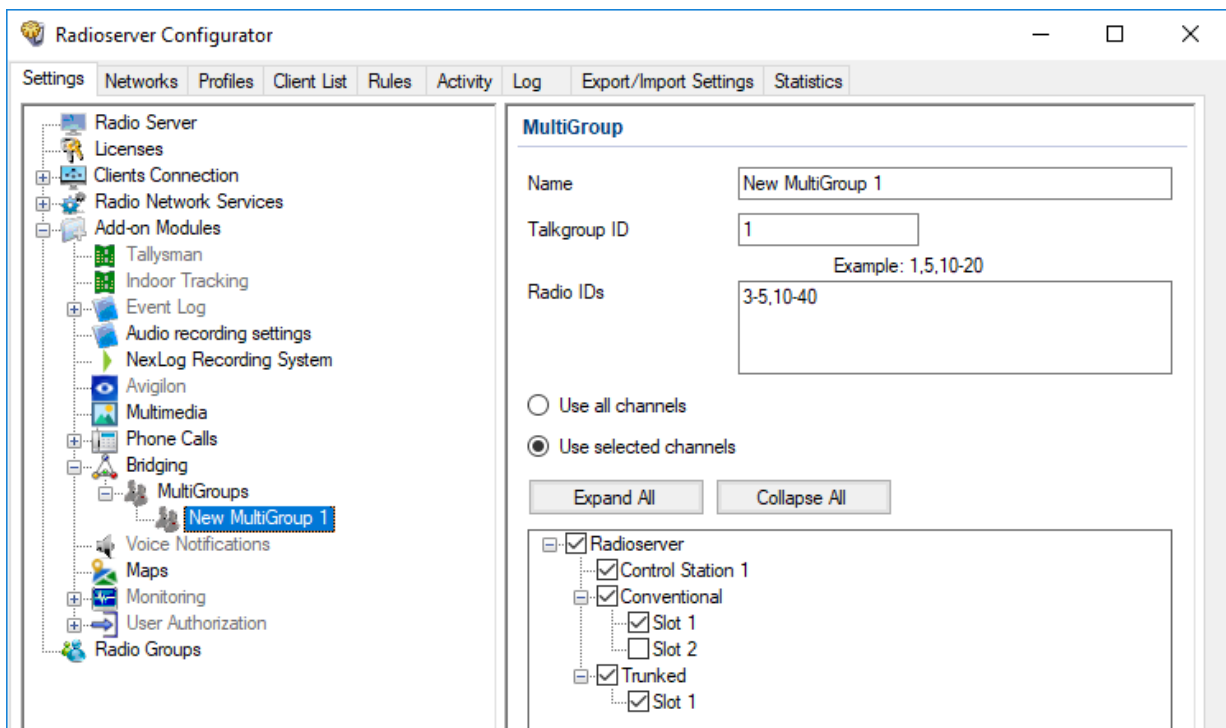 Radioserver Configurator
Settings Networks Profiles Client List Rules Activity Log Export/Import Settings Statistics
Radio Server
Licenses
Clients Connection
Radio Network Services
Add-on Modules
Tallysman
Indoor Tracking
Event Log
Audio recording settings
NexLog Recording System
Avigilon
Multimedia
Phone Calls
Bridging
MultiGroups
New MultiGroup 1
Voice Notifications
Maps
Monitoring
User Authorization
Radio Groups
MultiGroup
Name New MultiGroup 1
Talkgroup ID 1
Example: 1,5,10-20
Radio IDs 3-5,10-40
Use all channels
Use selected channels
Expand All Collapse All
Radioserver
Control Station 1
Conventional
Slot 1
Slot 2
Trunked
Slot 1